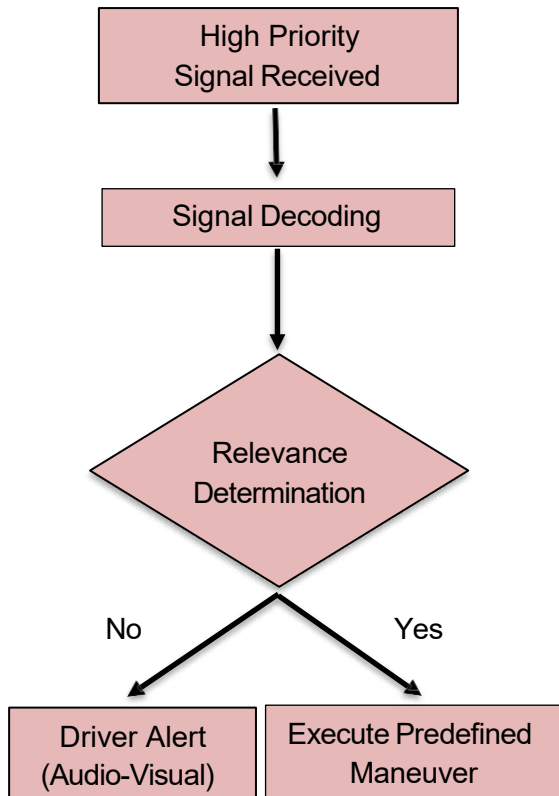 High Priority
Signal Received
Signal Decoding
Relevance
Determination
No
Yes
Driver Alert
(Audio-Visual)
Execute Predefined
Maneuver